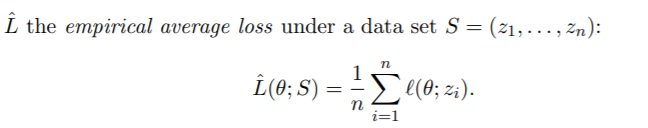 L̂ the empirical average loss under a data set S = (z₁, . . . , zₙ):
L̂(θ; S) = 1/n ∑ᵢ₌₁ⁿ ℓ(θ; zᵢ).